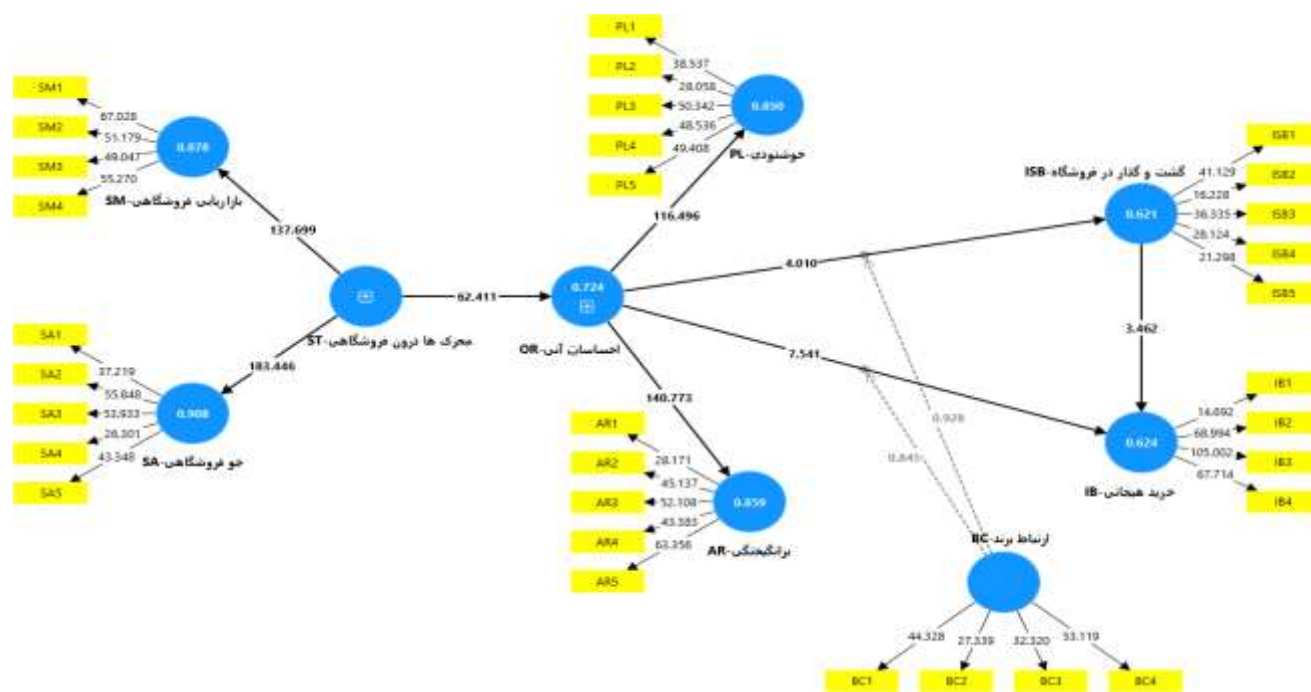 PL1
PL2
PL3
PL4
PL5
38.537
28.058
50.342
48.536
49.408
0.850
خوشنودی-PL
SM1
SM2
SM3
SM4
67.028
51.179
49.047
55.270
0.878
بازاریابی فروشگاهی-SM
137.699
116.496
ISB1
ISB2
ISB3
ISB4
ISB5
41.129
16.228
36.335
28.124
21.298
گشت و گذار در فروشگاه-ISB
0.621
4.010
62.411
0.724
محرک ها درون فروشگاهی-ST
احساسات آنی-OR
3.462
7.541
183.446
140.773
SA1
SA2
SA3
SA4
SA5
37.219
55.848
53.933
28.301
43.348
0.908
جو فروشگاهی-SA
AR1
AR2
AR3
AR4
AR5
28.171
45.137
52.108
43.383
63.356
0.859
برانگیختگی-AR
0.928
0.845
IB1
IB2
IB3
IB4
14.692
68.994
105.002
67.714
0.624
خرید هیجانی-IB
ارتباط برند-BC
44.328
27.339
32.320
53.119
BC1
BC2
BC3
BC4